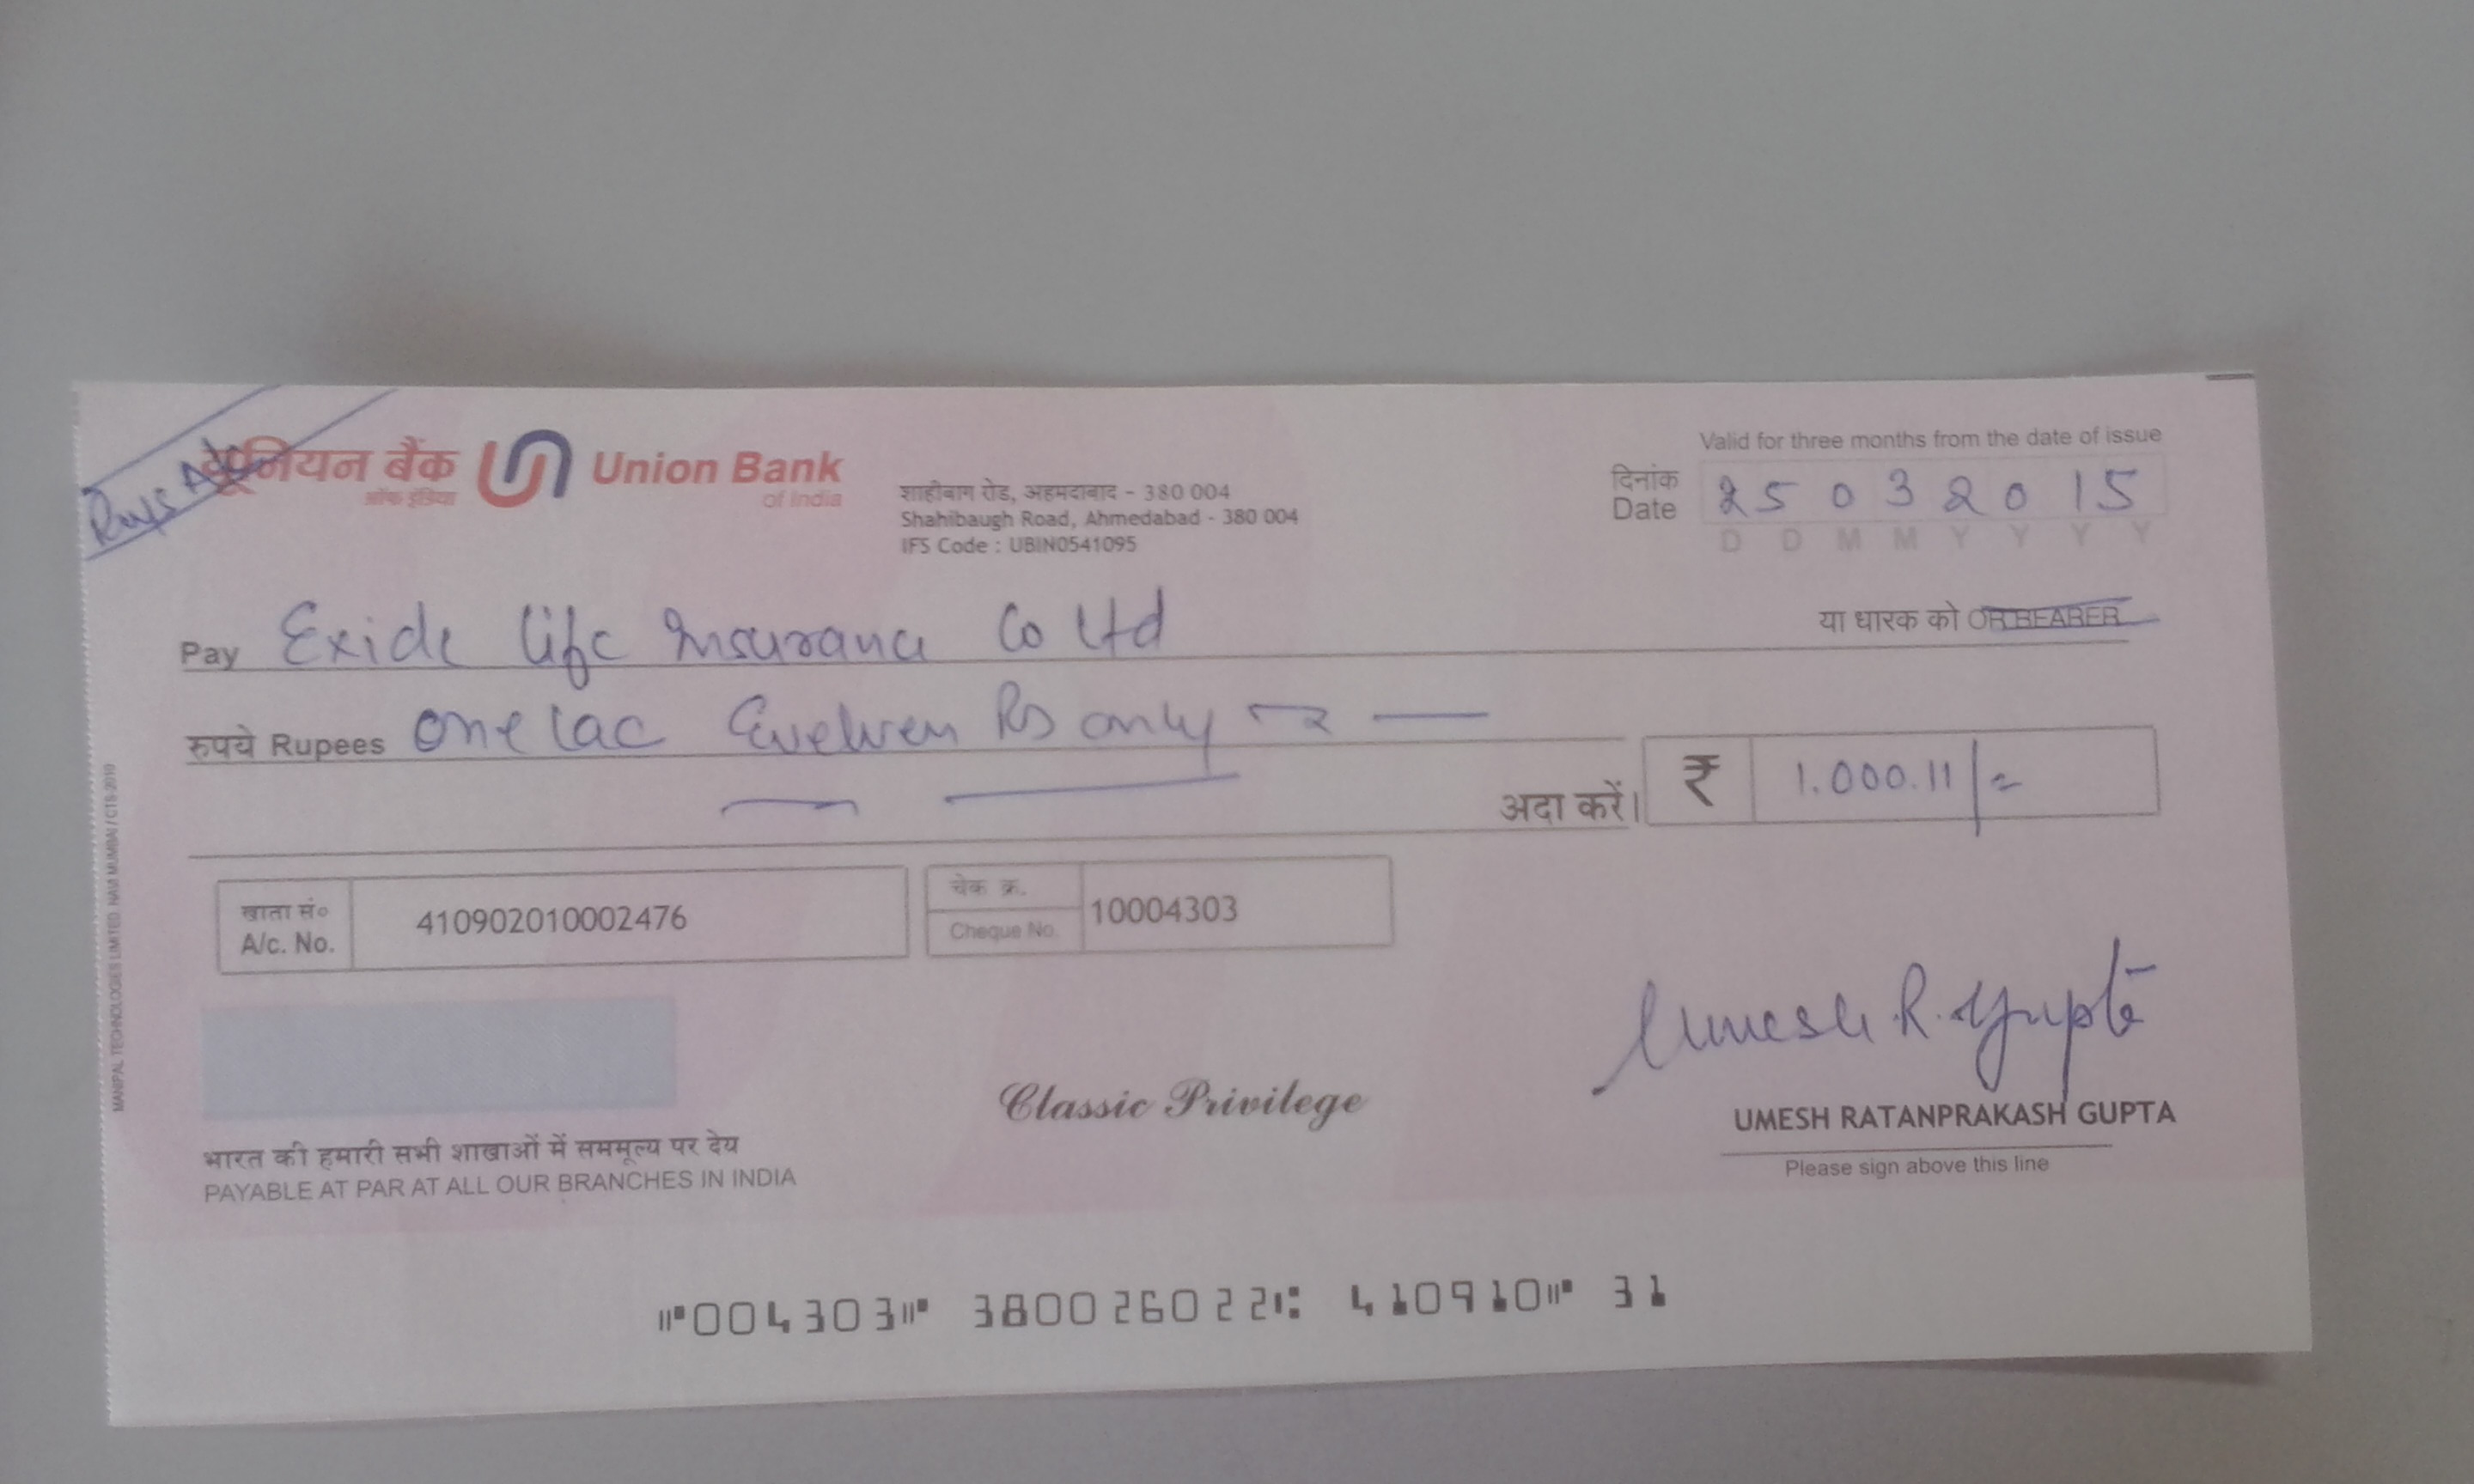 यूनियन बैंक
ऑफ इंडिया
Union Bank
of India
शाहीबाग रोड, अहमदाबाद - 380 004
Shahibaugh Road, Ahmedabad - 380 004
IFS Code : UBIN0541095
Valid for three months from the date of issue
दिनांक
Date
25032015
D D M M Y Y Y Y
Pay Exide Life Insurance Co Ltd
या धारक को OR BEARER
रुपये Rupees one lac Evelven Rs only
अदा करें।
₹ 1.000.11/=
खाता सं०
A/c. No.
410902010002476
चेक क्र.
Cheque No.
10004303
MANIPAL TECHNOLOGIES LIMITED, NAVI MUMBAI / CTS-2010
Umesh R. Gupta
Classic Privilege
UMESH RATANPRAKASH GUPTA
Please sign above this line
भारत की हमारी सभी शाखाओं में सममूल्य पर देय
PAYABLE AT PAR AT ALL OUR BRANCHES IN INDIA
⑈004303⑈ 380026022⑆ 410910⑈ 31